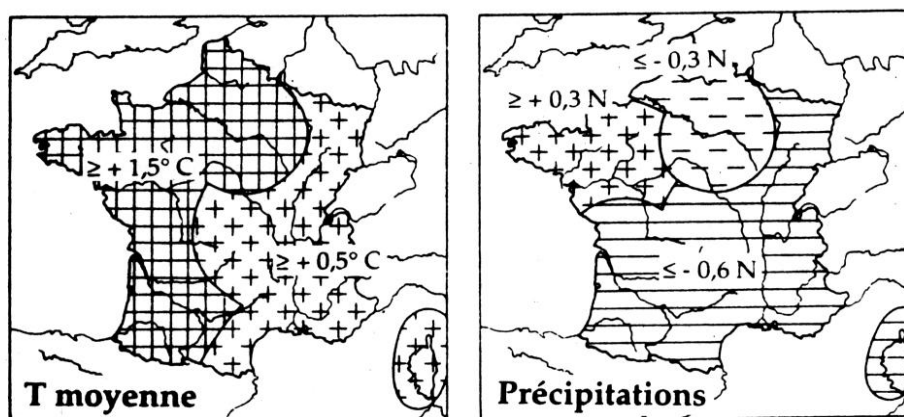 ≥ + 1,5° C
≥ + 0,5° C
T moyenne
≤ - 0,3 N
≥ + 0,3 N
≤ - 0,6 N
Précipitations